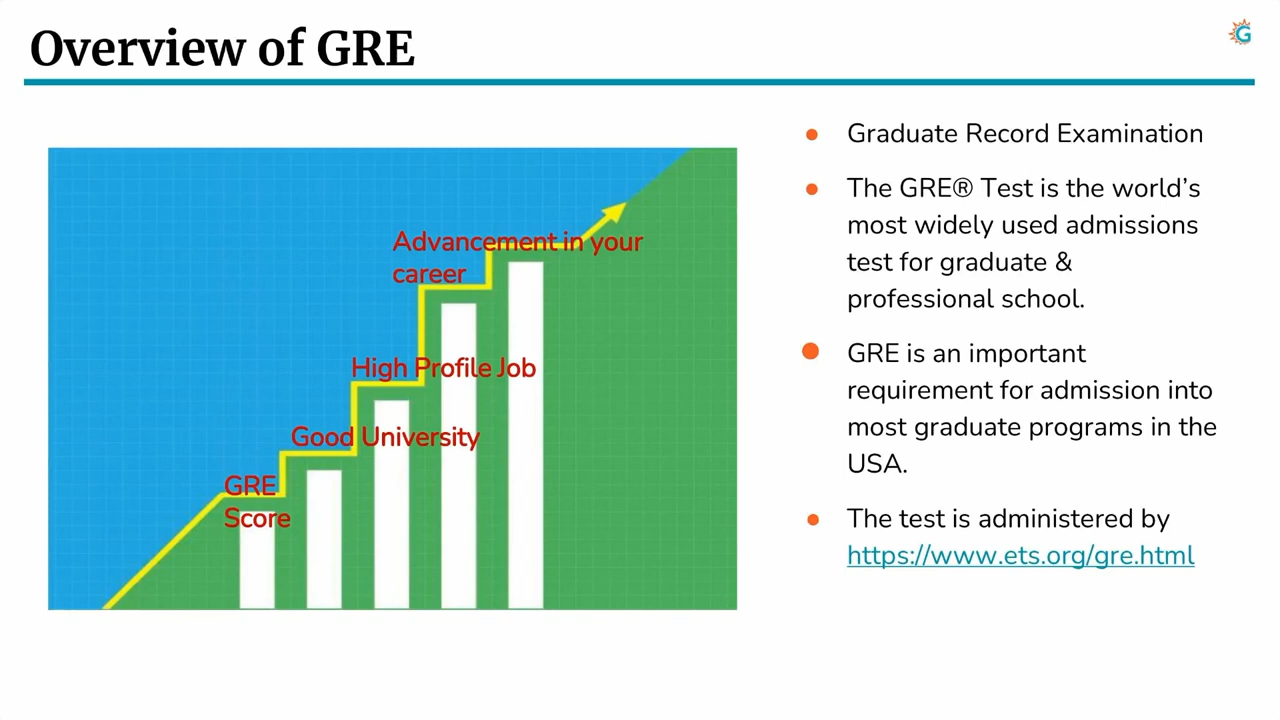 Overview of GRE
G
Advancement in your
career
High Profile Job
Good University
GRE
Score
Graduate Record Examination
The GRE® Test is the world’s
most widely used admissions
test for graduate &
professional school.
GRE is an important
requirement for admission into
most graduate programs in the
USA.
The test is administered by
https://www.ets.org/gre.html